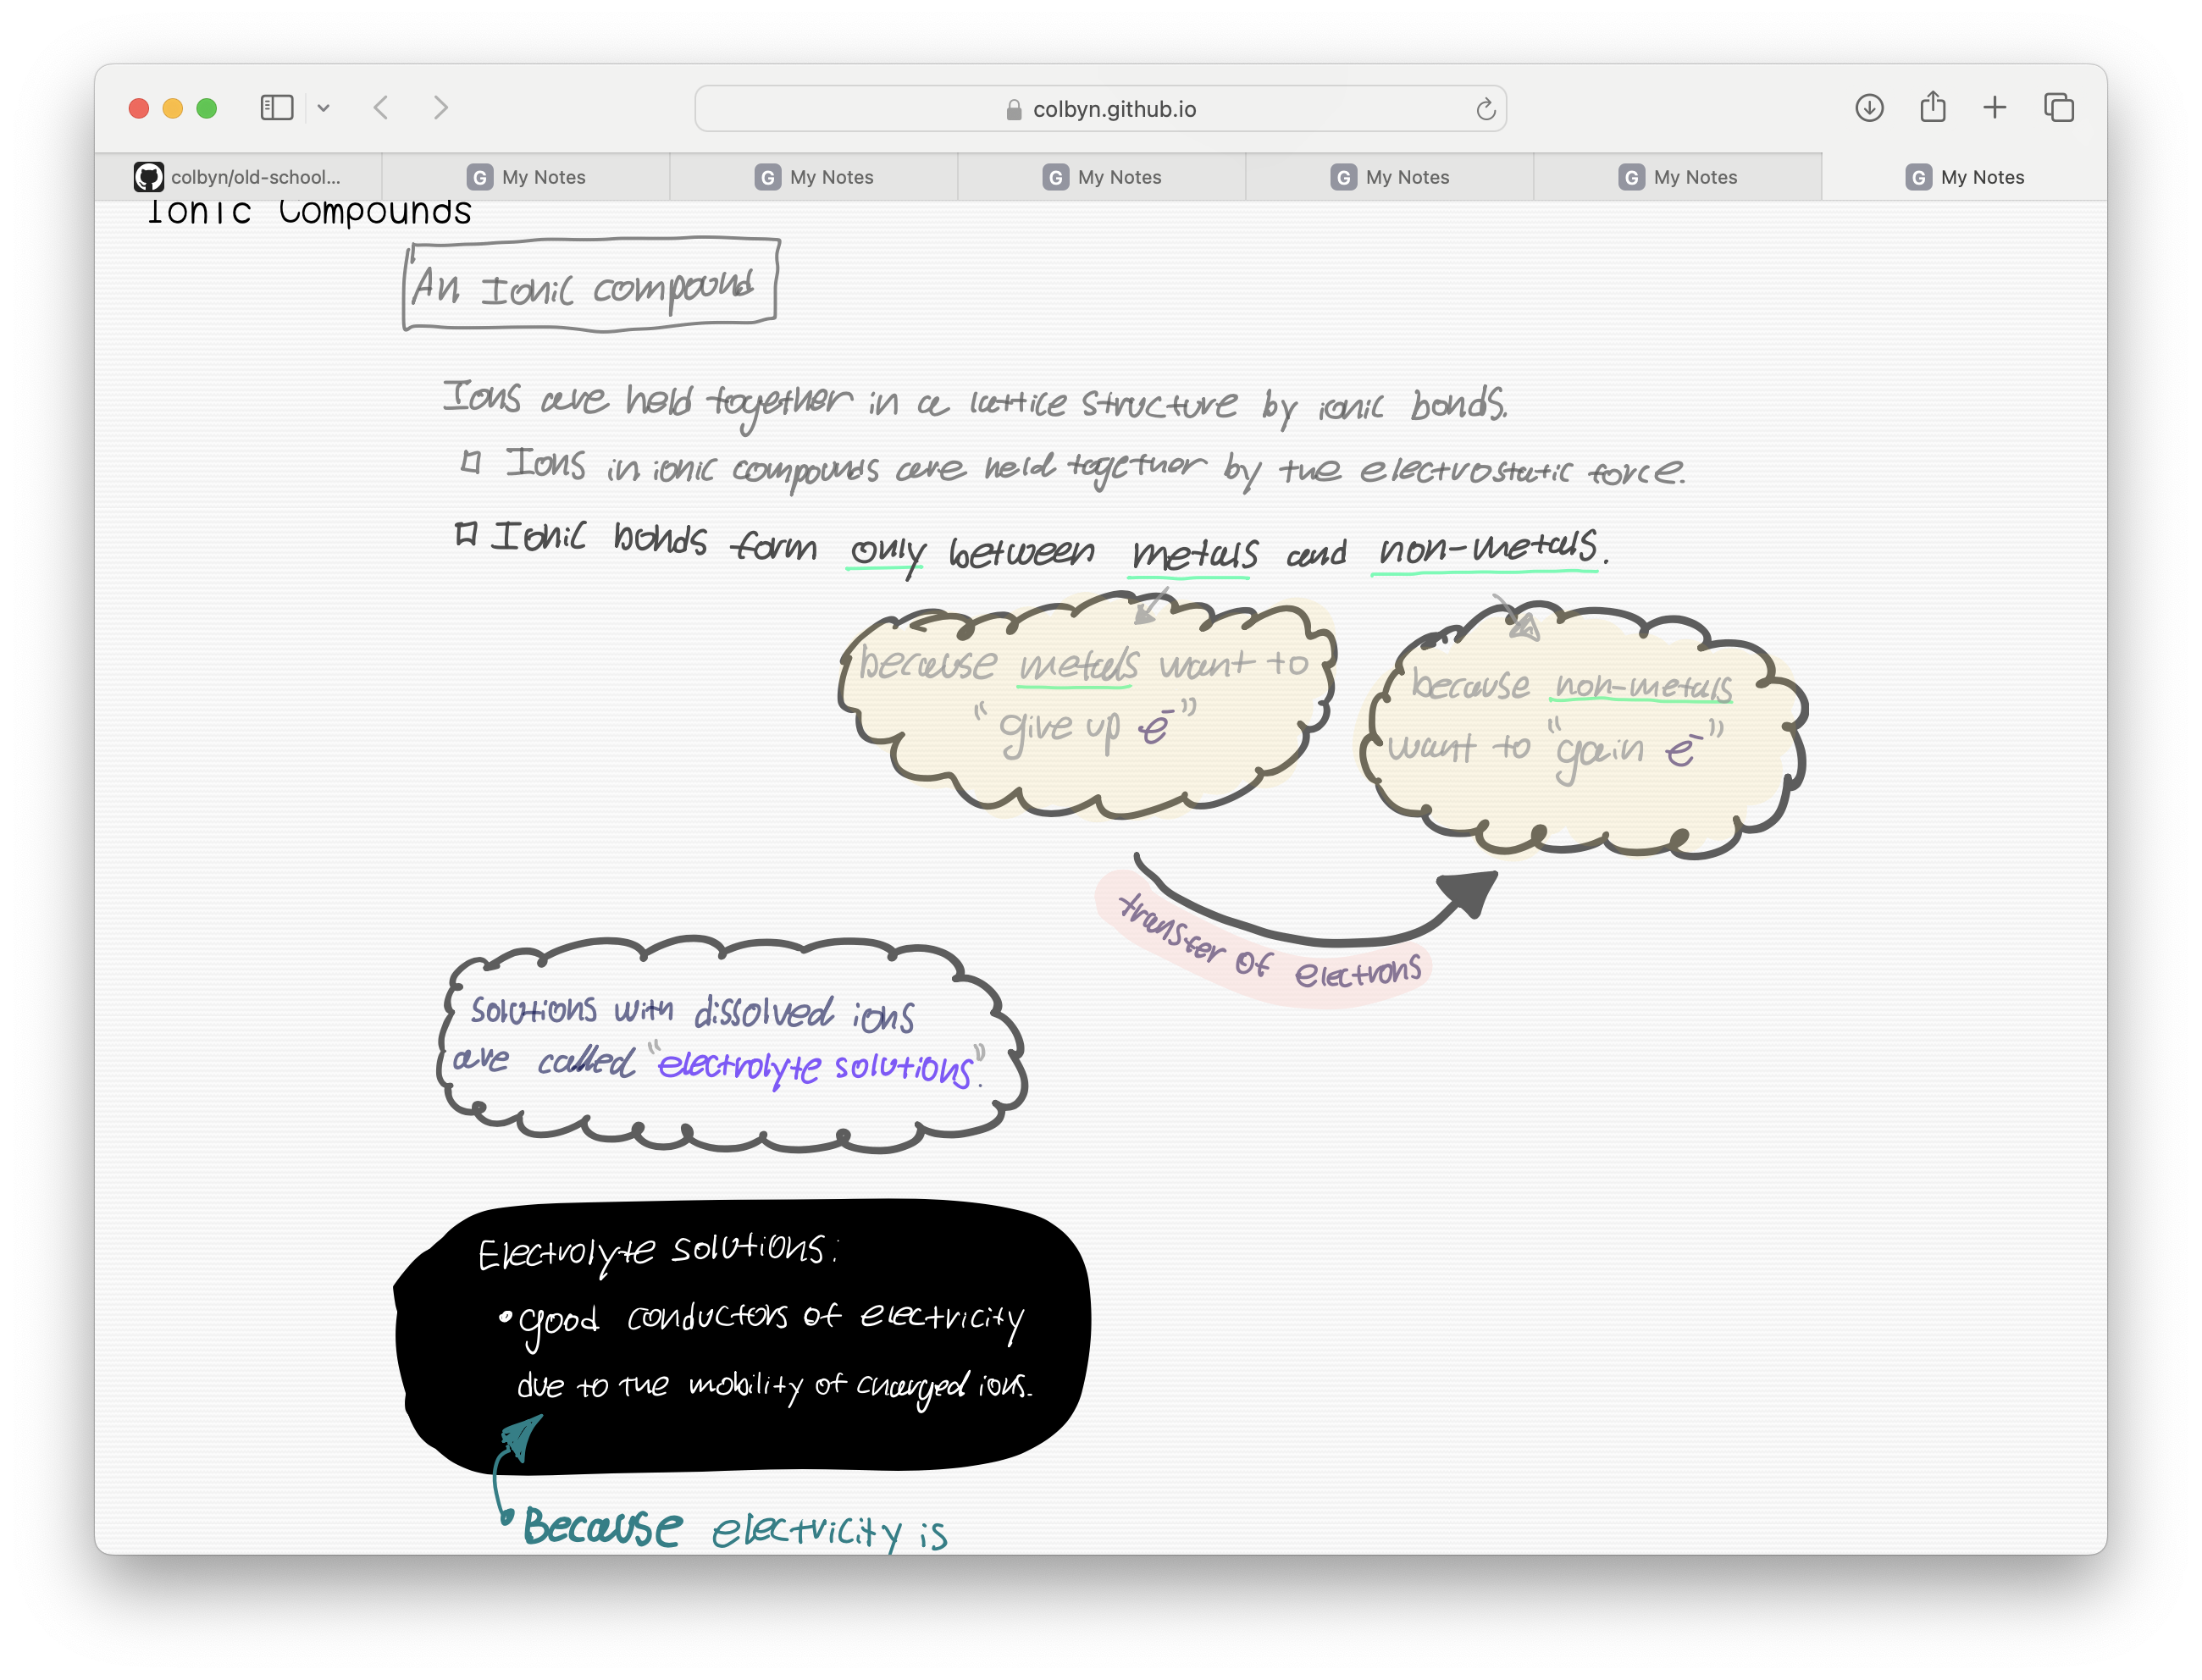 colbyn.github.io
colbyn/old-school...
G My Notes
G My Notes
G My Notes
G My Notes
G My Notes
G My Notes
Ionic Compounds
An Ionic compound
Ions are held together in a lattice structure by ionic bonds.
Ions in ionic compounds are held together by the electrostatic force.
Ionic bonds form only between metals and non-metals.
because metals want to
"give up e⁻"
because non-metals
want to "gain e⁻"
transfer of electrons
solutions with dissolved ions
are called "electrolyte solutions".
Electrolyte solutions:
• good conductors of electricity
due to the mobility of charged ions.
Because electricity is